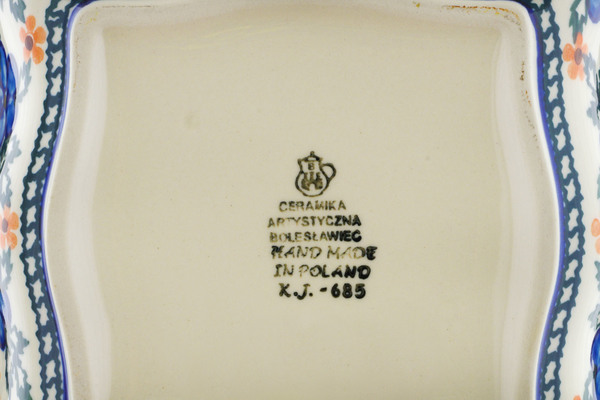 CERAMIKA
ARTYSTYCZNA
BOLESŁAWIEC
HAND MADE
IN POLAND
X.J.-685